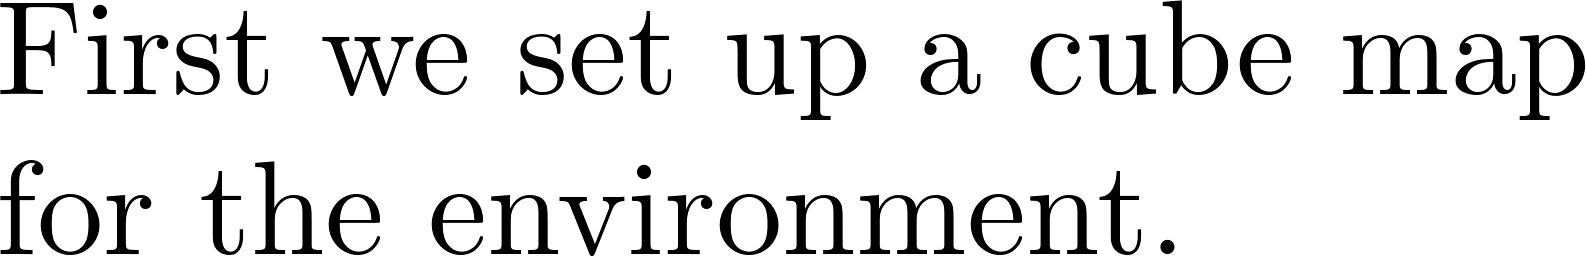 First we set up a cube map
for the environment.